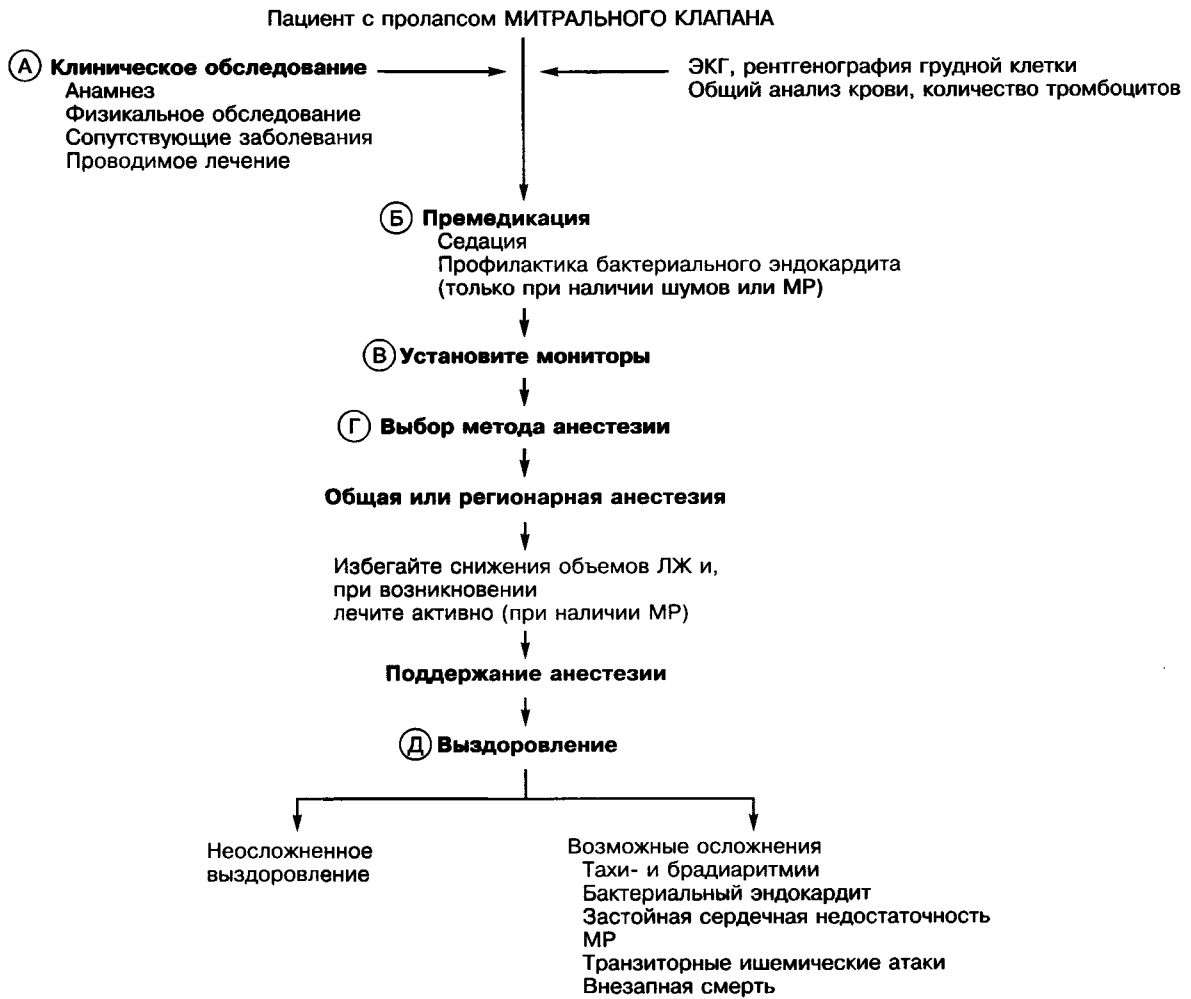 Пациент с пролапсом МИТРАЛЬНОГО КЛАПАНА
А Клиническое обследование
Анамнез
Физикальное обследование
Сопутствующие заболевания
Проводимое лечение
ЭКГ, рентгенография грудной клетки
Общий анализ крови, количество тромбоцитов
Б Премедикация
Седация
Профилактика бактериального эндокардита
(только при наличии шумов или МР)
В Установите мониторы
Г Выбор метода анестезии
Общая или регионарная анестезия
Избегайте снижения объемов ЛЖ и,
при возникновении
лечите активно (при наличии МР)
Поддержание анестезии
Д Выздоровление
Неосложненное
выздоровление
Возможные осложнения
Тахи- и брадиаритмии
Бактериальный эндокардит
Застойная сердечная недостаточность
МР
Транзиторные ишемические атаки
Внезапная смерть